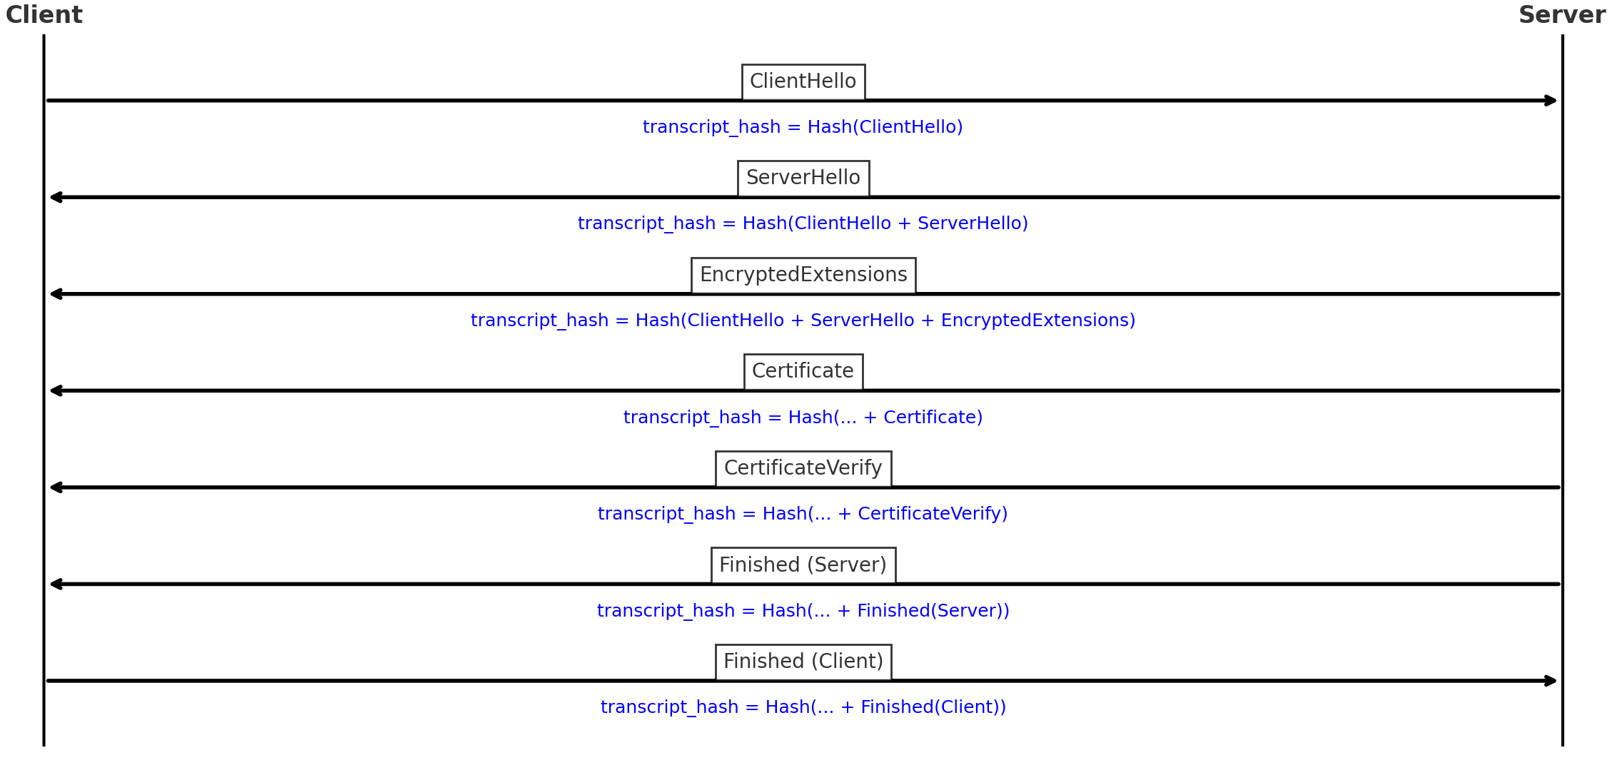 Client
Server
ClientHello
transcript_hash = Hash(ClientHello)
ServerHello
transcript_hash = Hash(ClientHello + ServerHello)
EncryptedExtensions
transcript_hash = Hash(ClientHello + ServerHello + EncryptedExtensions)
Certificate
transcript_hash = Hash(... + Certificate)
CertificateVerify
transcript_hash = Hash(... + CertificateVerify)
Finished (Server)
transcript_hash = Hash(... + Finished(Server))
Finished (Client)
transcript_hash = Hash(... + Finished(Client))